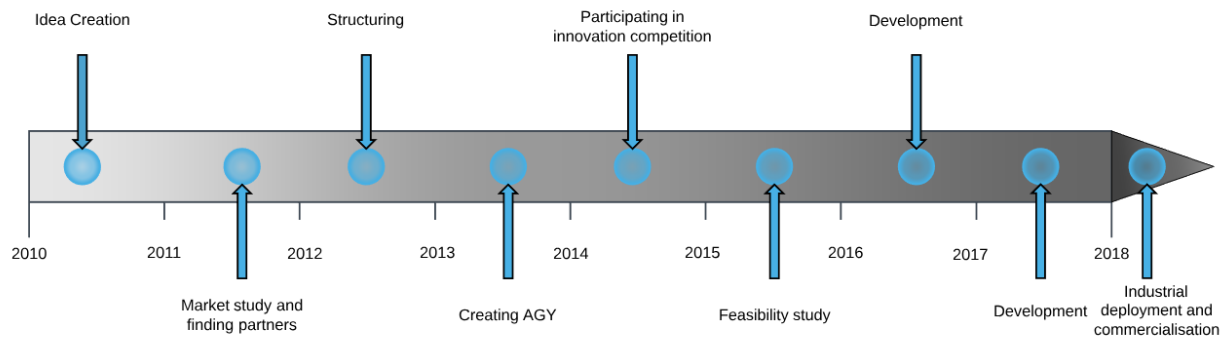 Idea Creation
Structuring
Participating in
innovation competition
Development
2010
2011
2012
2013
2014
2015
2016
2017
2018
Market study and
finding partners
Creating AGY
Feasibility study
Development
Industrial
deployment and
commercialisation